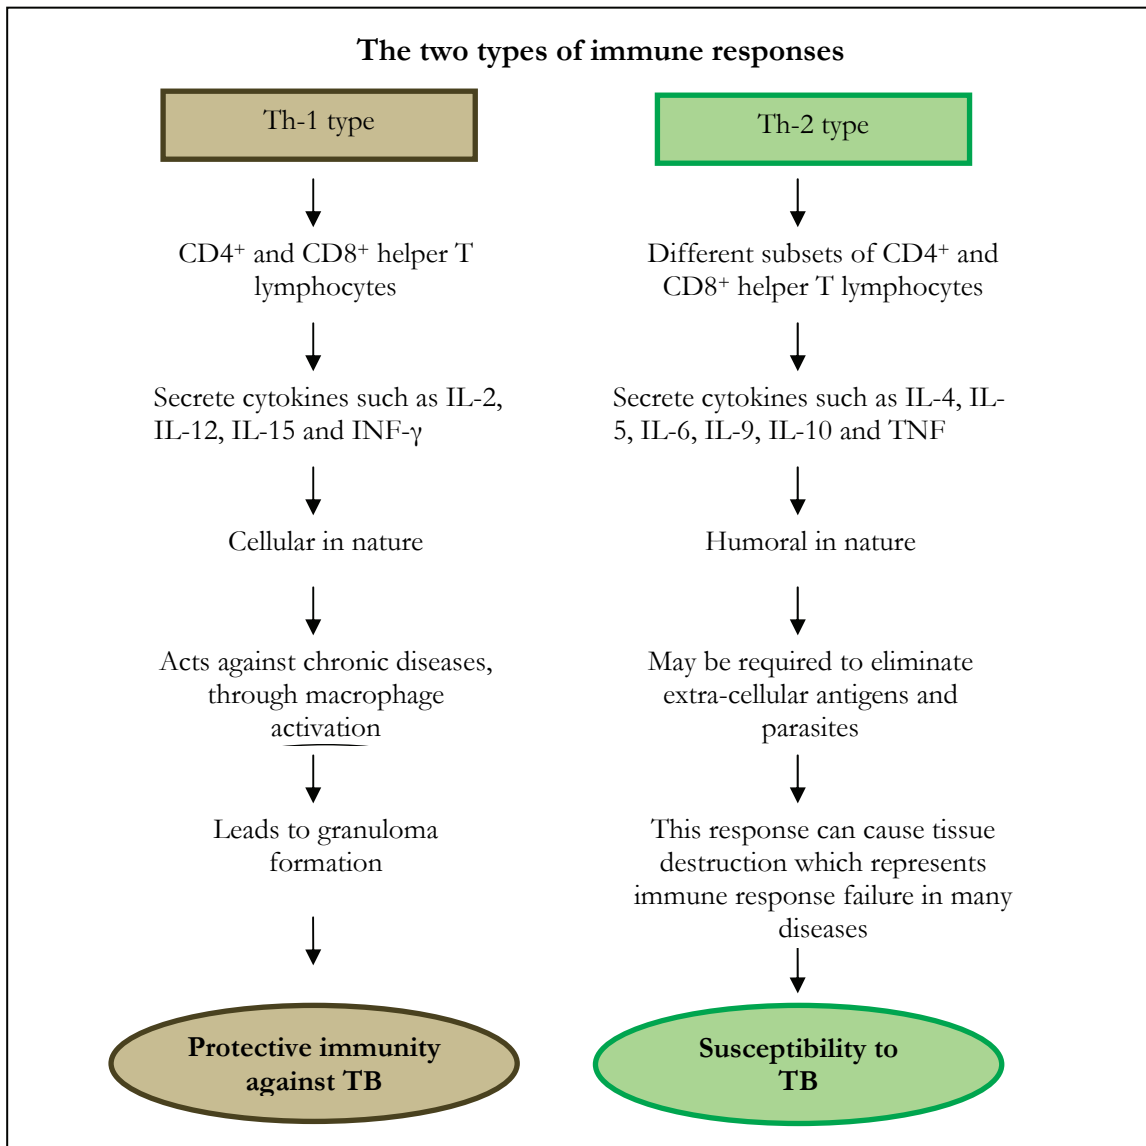 The two types of immune responses
Th-1 type
CD4⁺ and CD8⁺ helper T
lymphocytes
Secrete cytokines such as IL-2,
IL-12, IL-15 and INF-γ
Cellular in nature
Acts against chronic diseases,
through macrophage
activation
Leads to granuloma
formation
Protective immunity
against TB
Th-2 type
Different subsets of CD4⁺ and
CD8⁺ helper T lymphocytes
Secrete cytokines such as IL-4, IL-
5, IL-6, IL-9, IL-10 and TNF
Humoral in nature
May be required to eliminate
extra-cellular antigens and
parasites
This response can cause tissue
destruction which represents
immune response failure in many
diseases
Susceptibility to
TB